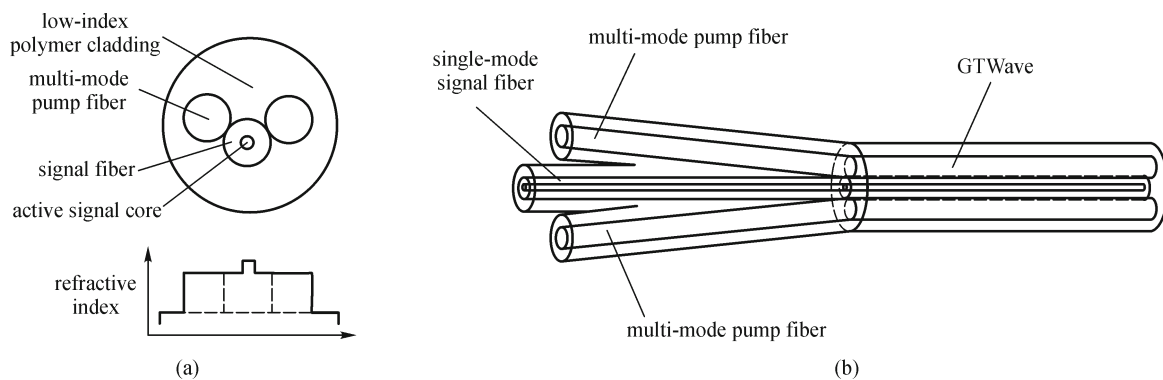 low-index
polymer cladding
multi-mode
pump fiber
signal fiber
active signal core
refractive
index
(a)
multi-mode pump fiber
single-mode
signal fiber
GTWave
multi-mode pump fiber
(b)